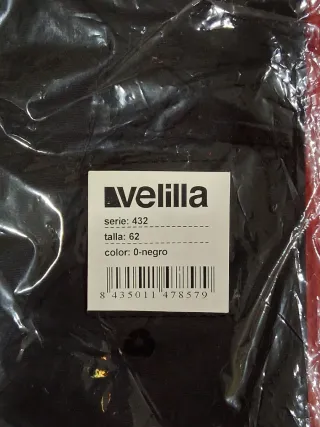 velilla
serie: 432
talla: 62
color: 0-negro
8 435011 478579